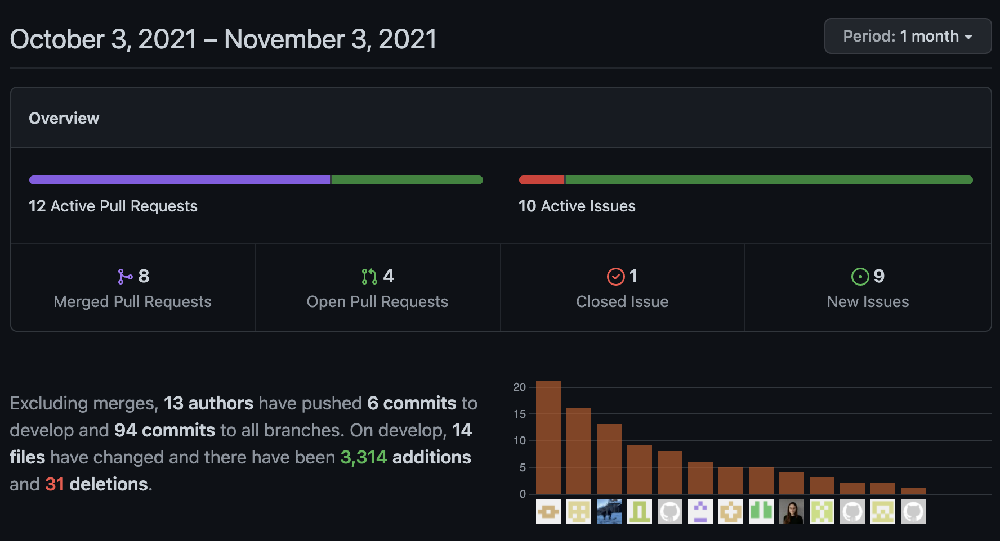 October 3, 2021 – November 3, 2021
Period: 1 month
Overview
12 Active Pull Requests
10 Active Issues
8
Merged Pull Requests
4
Open Pull Requests
1
Closed Issue
9
New Issues
Excluding merges, 13 authors have pushed 6 commits to
develop and 94 commits to all branches. On develop, 14
files have changed and there have been 3,314 additions
and 31 deletions.
20
15
10
5
0